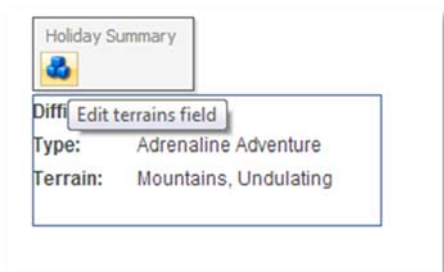 Holiday Summary
Diffi
Edit terrains field
Type: Adrenaline Adventure
Terrain: Mountains, Undulating